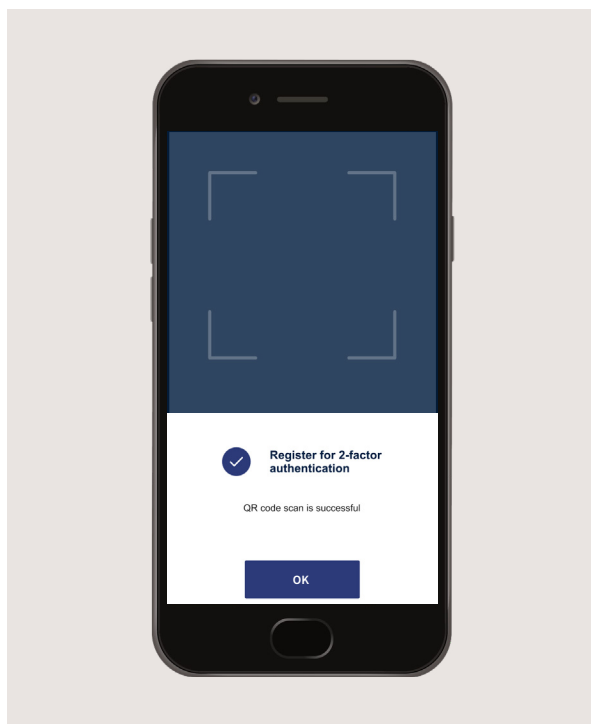 Register for 2-factor
authentication
QR code scan is successful
OK